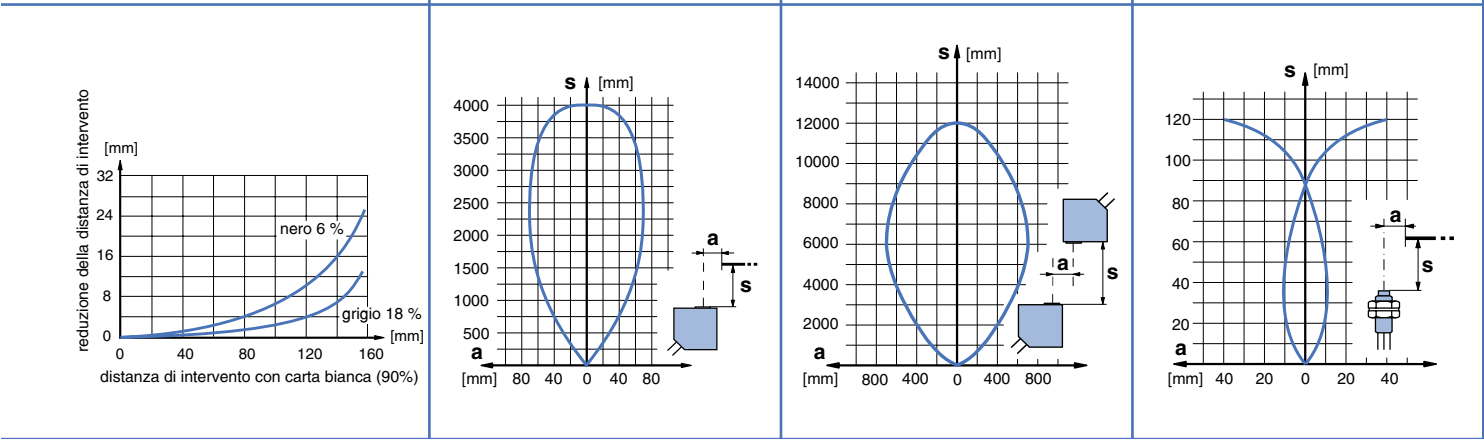 reduzione della distanza di intervento
[mm]
32
24
16
8
0
nero 6 %
grigio 18 %
[mm]
0 40 80 120 160
distanza di intervento con carta bianca (90%)
s [mm]
4000
3500
3000
2500
2000
1500
1000
500
a
s
a
[mm] 80 40 0 40 80
s [mm]
14000
12000
10000
8000
6000
4000
2000
a
s
a
[mm] 800 400 0 400 800
s [mm]
120
100
80
60
40
20
a
s
a
[mm] 40 20 0 20 40